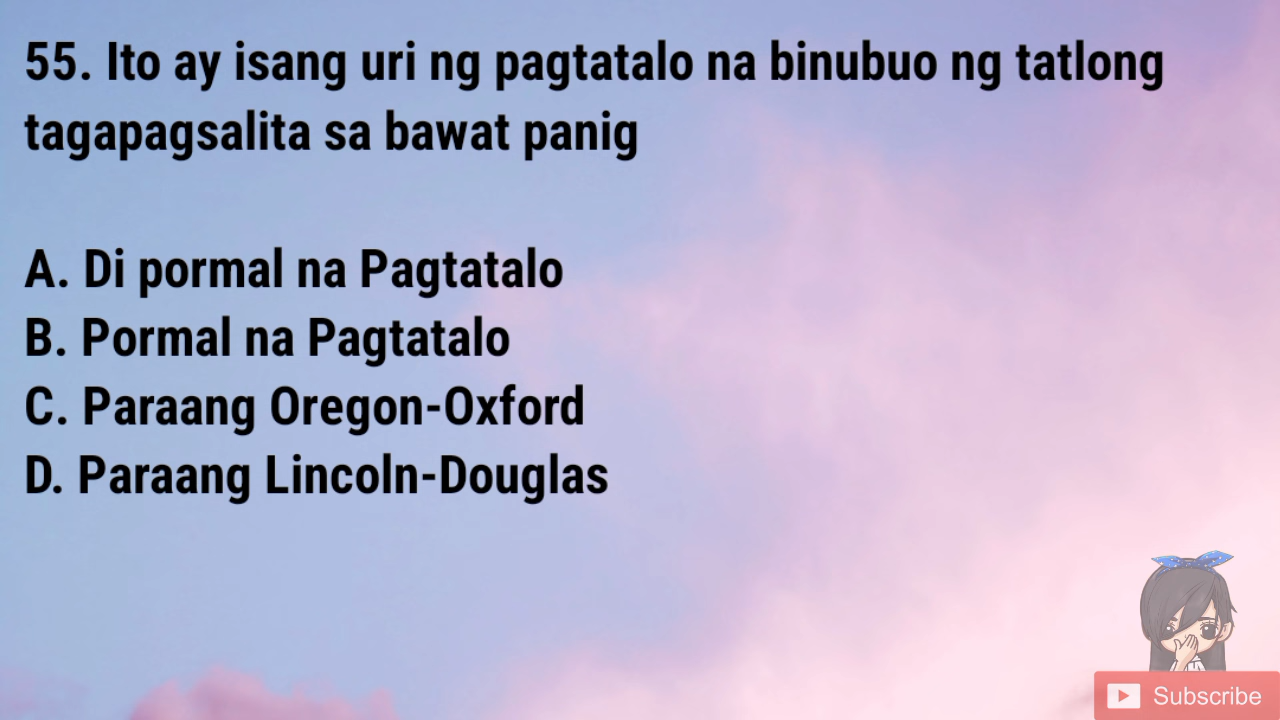 55. Ito ay isang uri ng pagtatalo na binubuo ng tatlong
tagapagsalita sa bawat panig
A. Di pormal na Pagtatalo
B. Pormal na Pagtatalo
C. Paraang Oregon-Oxford
D. Paraang Lincoln-Douglas
Subscribe